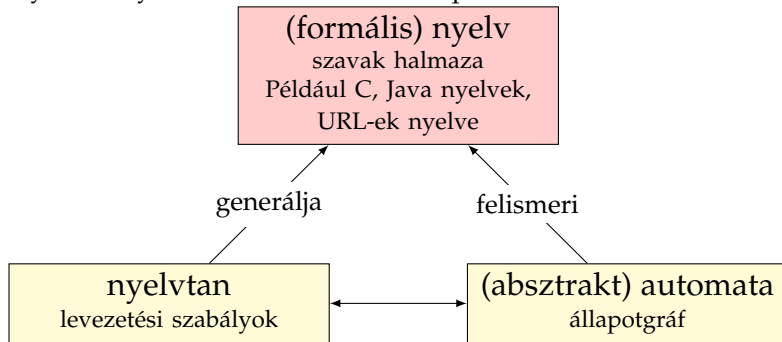 (formális) nyelv
szavak halmaza
Például C, Java nyelvek,
URL-ek nyelve
generálja
felismeri
nyelvtan
levezetési szabályok
(absztrakt) automata
állapotgráf